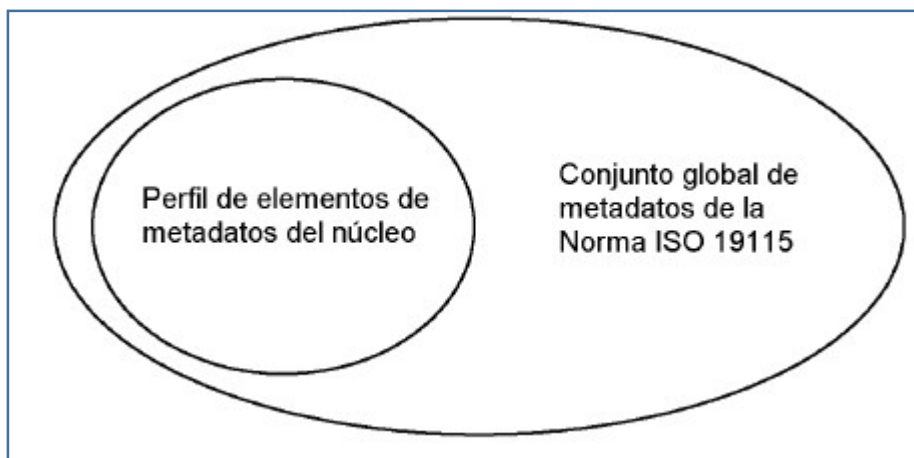 Perfil de elementos de
metadatos del núcleo
Conjunto global de
metadatos de la
Norma ISO 19115